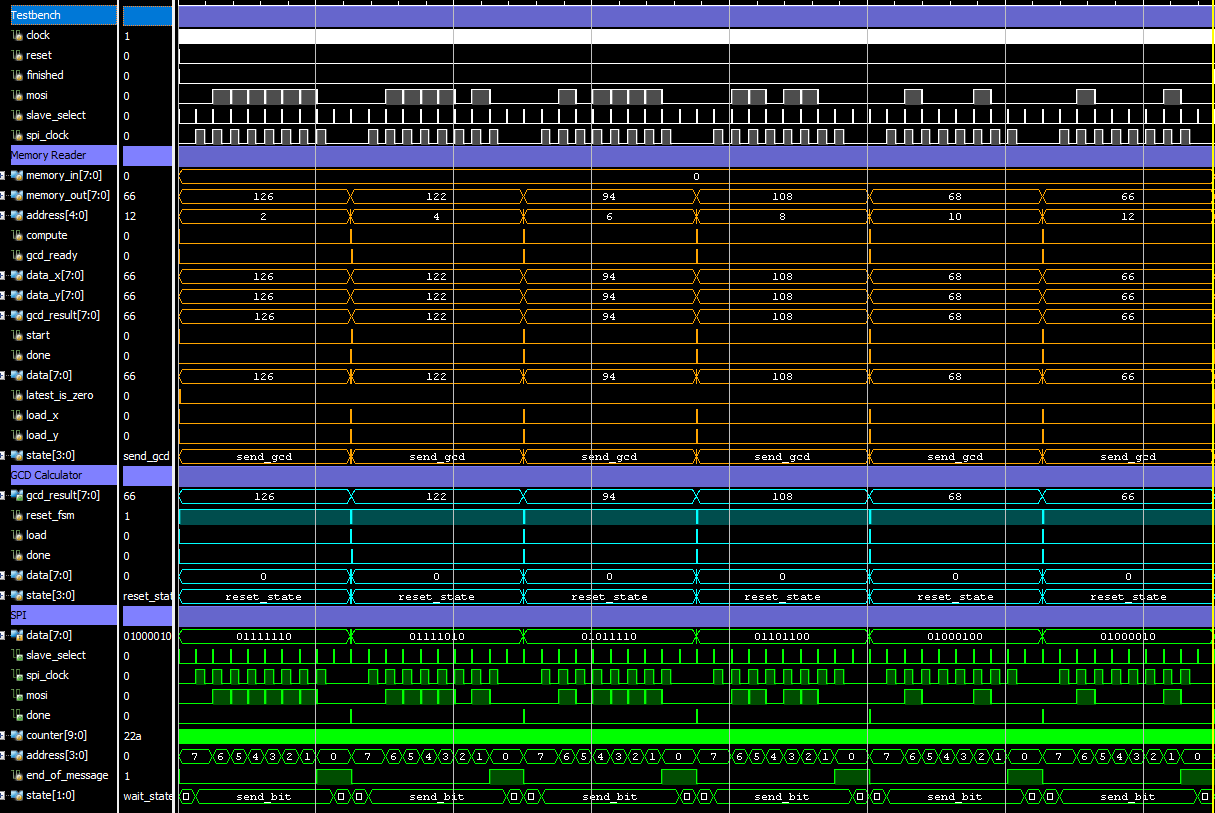 Testbench
clock 1
reset 0
finished 0
mosi 0
slave_select 0
spi_clock 0
Memory Reader
memory_in[7:0] 0 0
memory_out[7:0] 66 126 122 94 108 68 66
address[4:0] 12 2 4 6 8 10 12
compute 0
gcd_ready 0
data_x[7:0] 66 126 122 94 108 68 66
data_y[7:0] 66 126 122 94 108 68 66
gcd_result[7:0] 66 126 122 94 108 68 66
start 0
done 0
data[7:0] 66 126 122 94 108 68 66
latest_is_zero 0
load_x 0
load_y 0
state[3:0] send_gcd send_gcd send_gcd send_gcd send_gcd send_gcd send_gcd
GCD Calculator
gcd_result[7:0] 66 126 122 94 108 68 66
reset_fsm 1
load 0
done 0
data[7:0] 0 0 0 0 0 0 0
state[3:0] reset_stat reset_state reset_state reset_state reset_state reset_state reset_state
SPI
data[7:0] 01000010 01111110 01111010 01011110 01101100 01000100 01000010
slave_select 0
spi_clock 0
mosi 0
done 0
counter[9:0] 22a
address[3:0] 0 7 6 5 4 3 2 1 0 7 6 5 4 3 2 1 0 7 6 5 4 3 2 1 0 7 6 5 4 3 2 1 0 7 6 5 4 3 2 1 0 7 6 5 4 3 2 1 0
end_of_message 1
state[1:0] wait_state send_bit send_bit send_bit send_bit send_bit send_bit